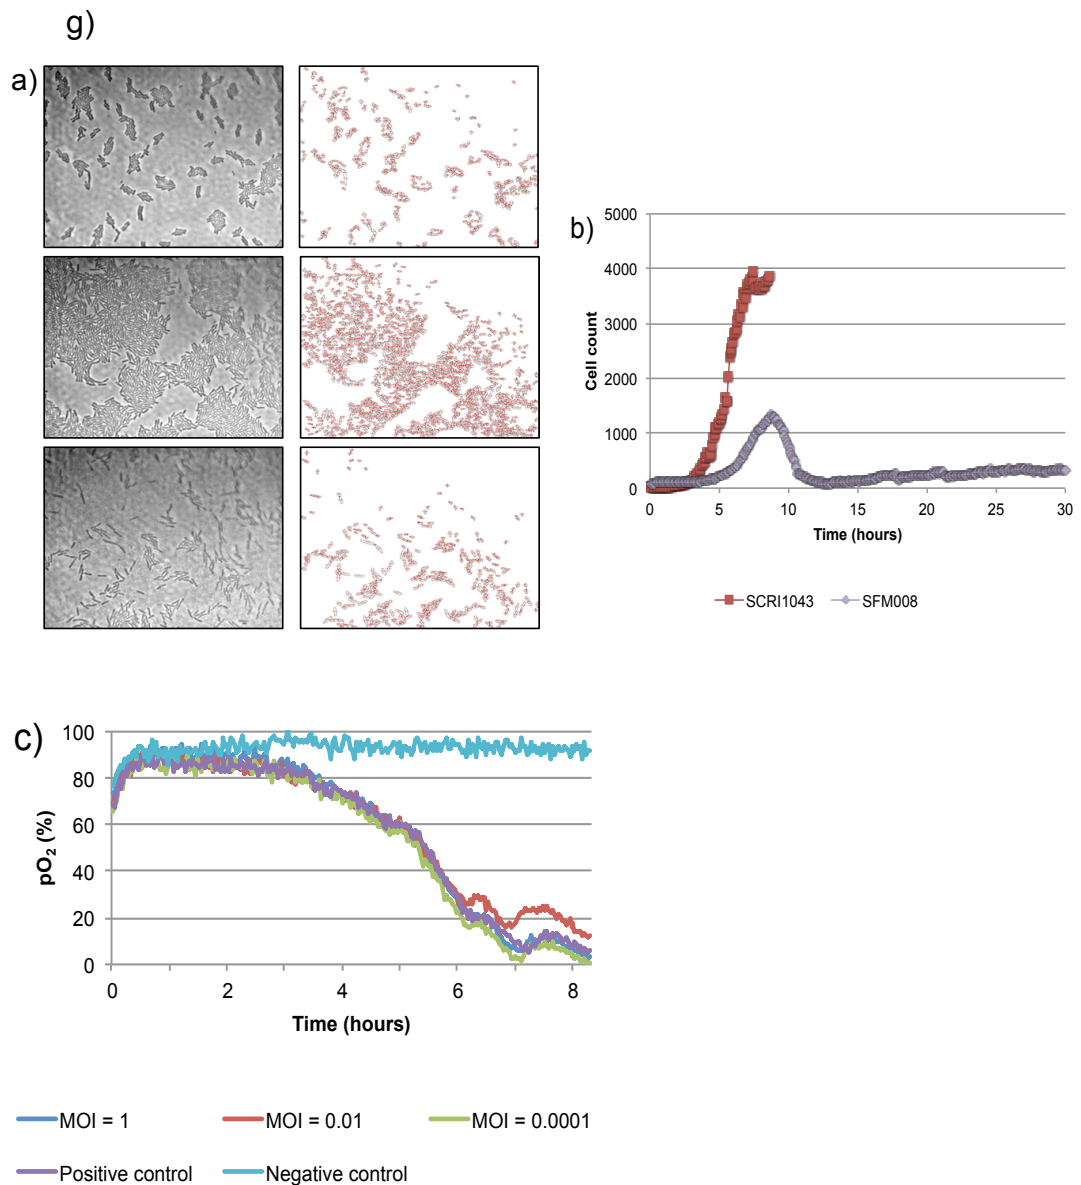 g)
a)
b)
5000
4000
3000
2000
1000
0
Cell count
0 5 10 15 20 25 30
Time (hours)
SCRI1043 SFM008
c)
100
80
60
40
20
0
pO₂ (%)
0 2 4 6 8
Time (hours)
MOI = 1 MOI = 0.01 MOI = 0.0001
Positive control Negative control